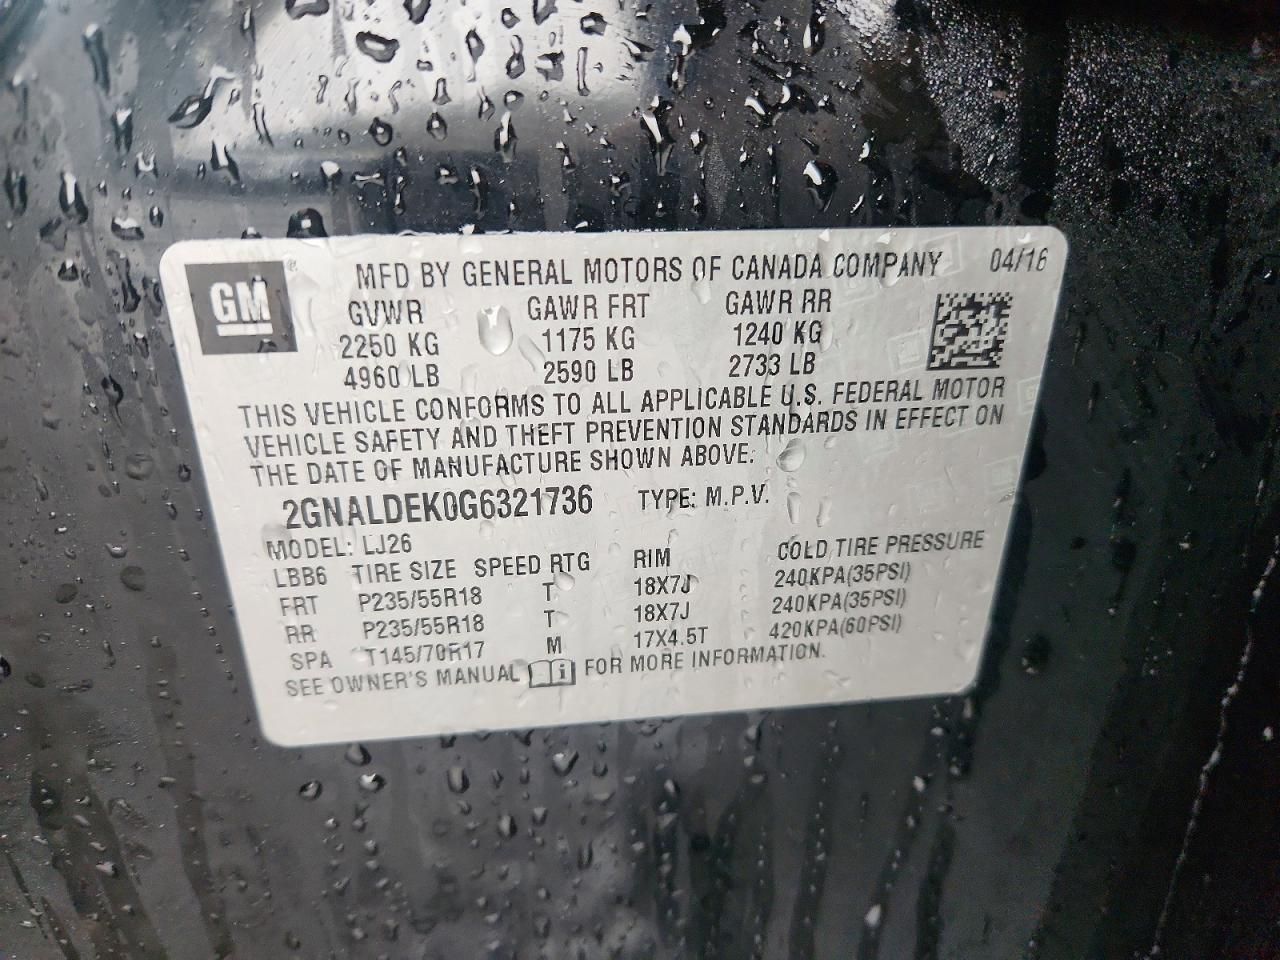 GM® MFD BY GENERAL MOTORS OF CANADA COMPANY 04/16
GVWR GAWR FRT GAWR RR
2250 KG 1175 KG 1240 KG
4960 LB 2590 LB 2733 LB
THIS VEHICLE CONFORMS TO ALL APPLICABLE U.S. FEDERAL MOTOR
VEHICLE SAFETY AND THEFT PREVENTION STANDARDS IN EFFECT ON
THE DATE OF MANUFACTURE SHOWN ABOVE:
2GNALDEK0G6321736 TYPE: M.P.V.
MODEL: LJ26
LBB6 TIRE SIZE SPEED RTG RIM COLD TIRE PRESSURE
FRT P235/55R18 T 18X7J 240KPA(35PSI)
RR P235/55R18 T 18X7J 240KPA(35PSI)
SPA T145/70R17 M 17X4.5T 420KPA(60PSI)
SEE OWNER'S MANUAL i FOR MORE INFORMATION.